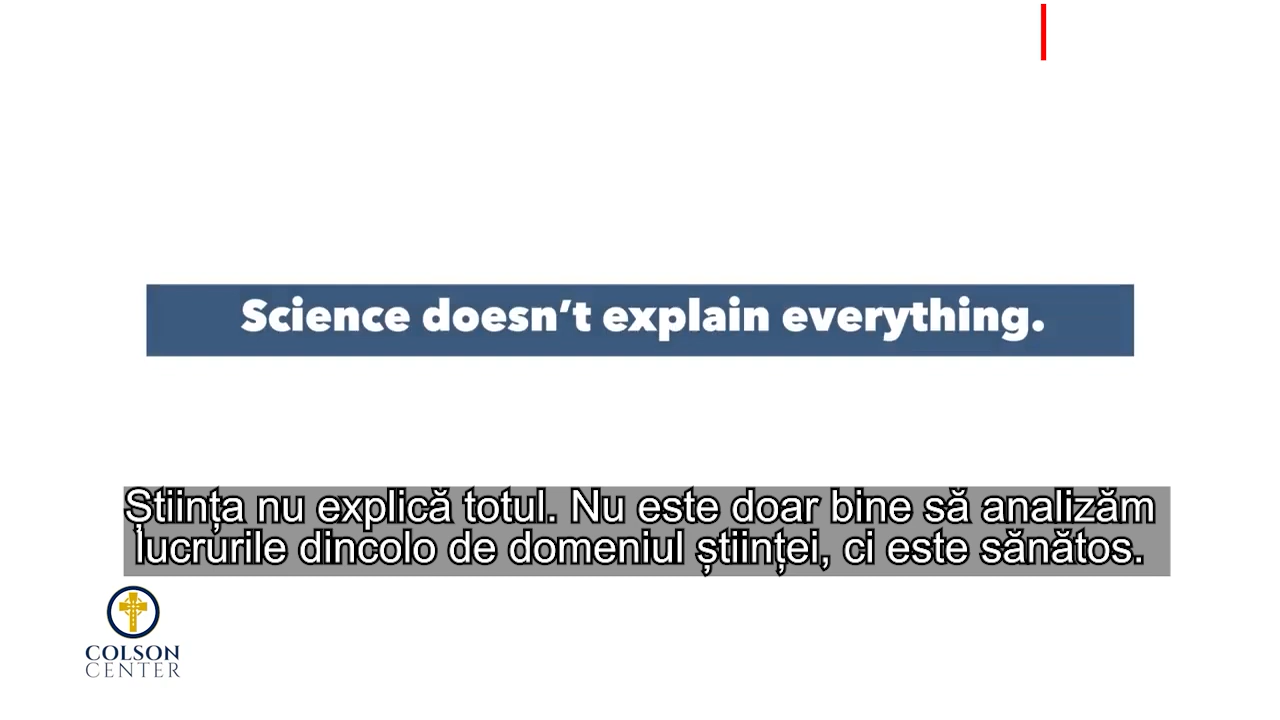 Science doesn’t explain everything.
Știința nu explică totul. Nu este doar bine să analizăm
lucrurile dincolo de domeniul științei, ci este sănătos.
COLSON
CENTER